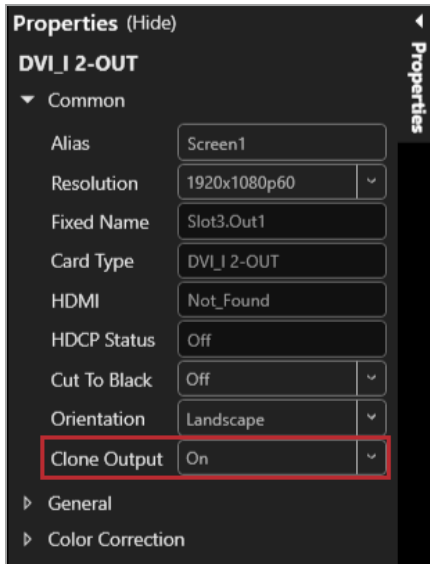 Properties (Hide)
Properties
DVI_I 2-OUT
Common
Alias Screen1
Resolution 1920x1080p60
Fixed Name Slot3.Out1
Card Type DVI_I 2-OUT
HDMI Not_Found
HDCP Status Off
Cut To Black Off
Orientation Landscape
Clone Output On
General
Color Correction